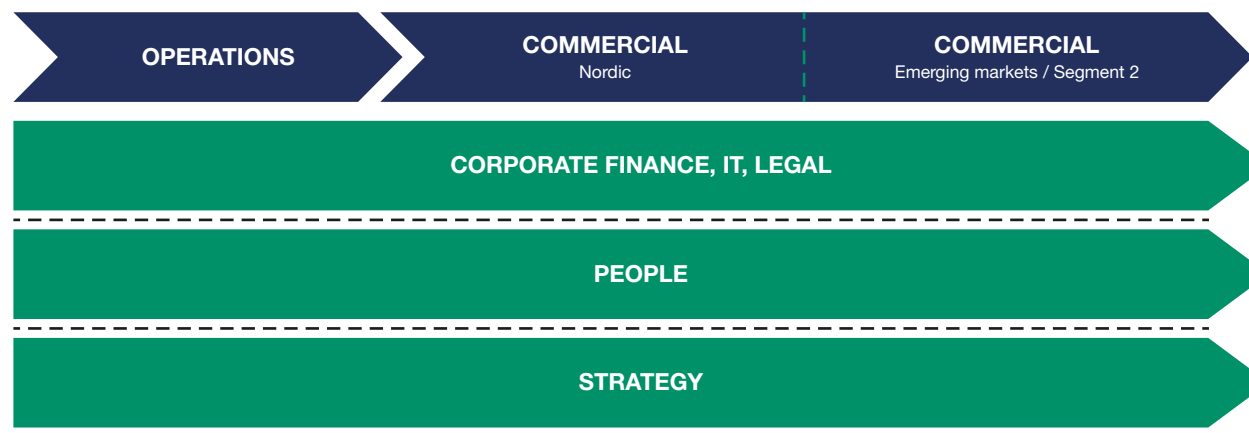 OPERATIONS
COMMERCIAL
Nordic
COMMERCIAL
Emerging markets / Segment 2
CORPORATE FINANCE, IT, LEGAL
PEOPLE
STRATEGY